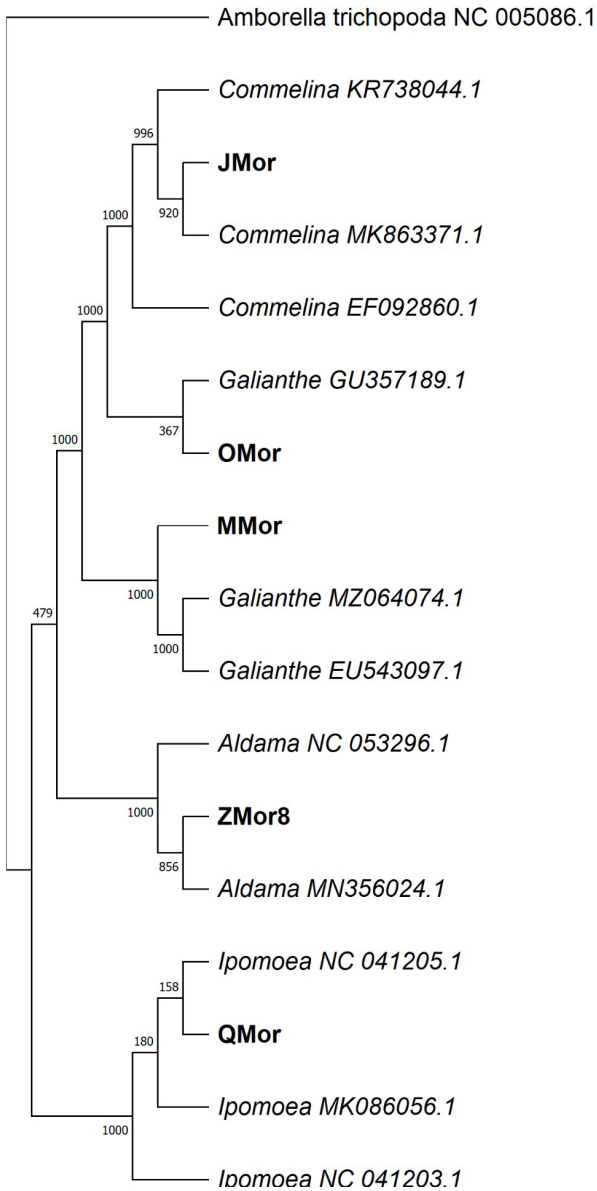 Amborella trichopoda NC 005086.1
Commelina KR738044.1
996
JMor
920
Commelina MK863371.1
1000
Commelina EF092860.1
1000
Galianthe GU357189.1
367
OMor
1000
MMor
1000
Galianthe MZ064074.1
479
1000
Galianthe EU543097.1
Aldama NC 053296.1
1000
ZMor8
856
Aldama MN356024.1
Ipomoea NC 041205.1
158
QMor
180
Ipomoea MK086056.1
1000
Ipomoea NC 041203.1